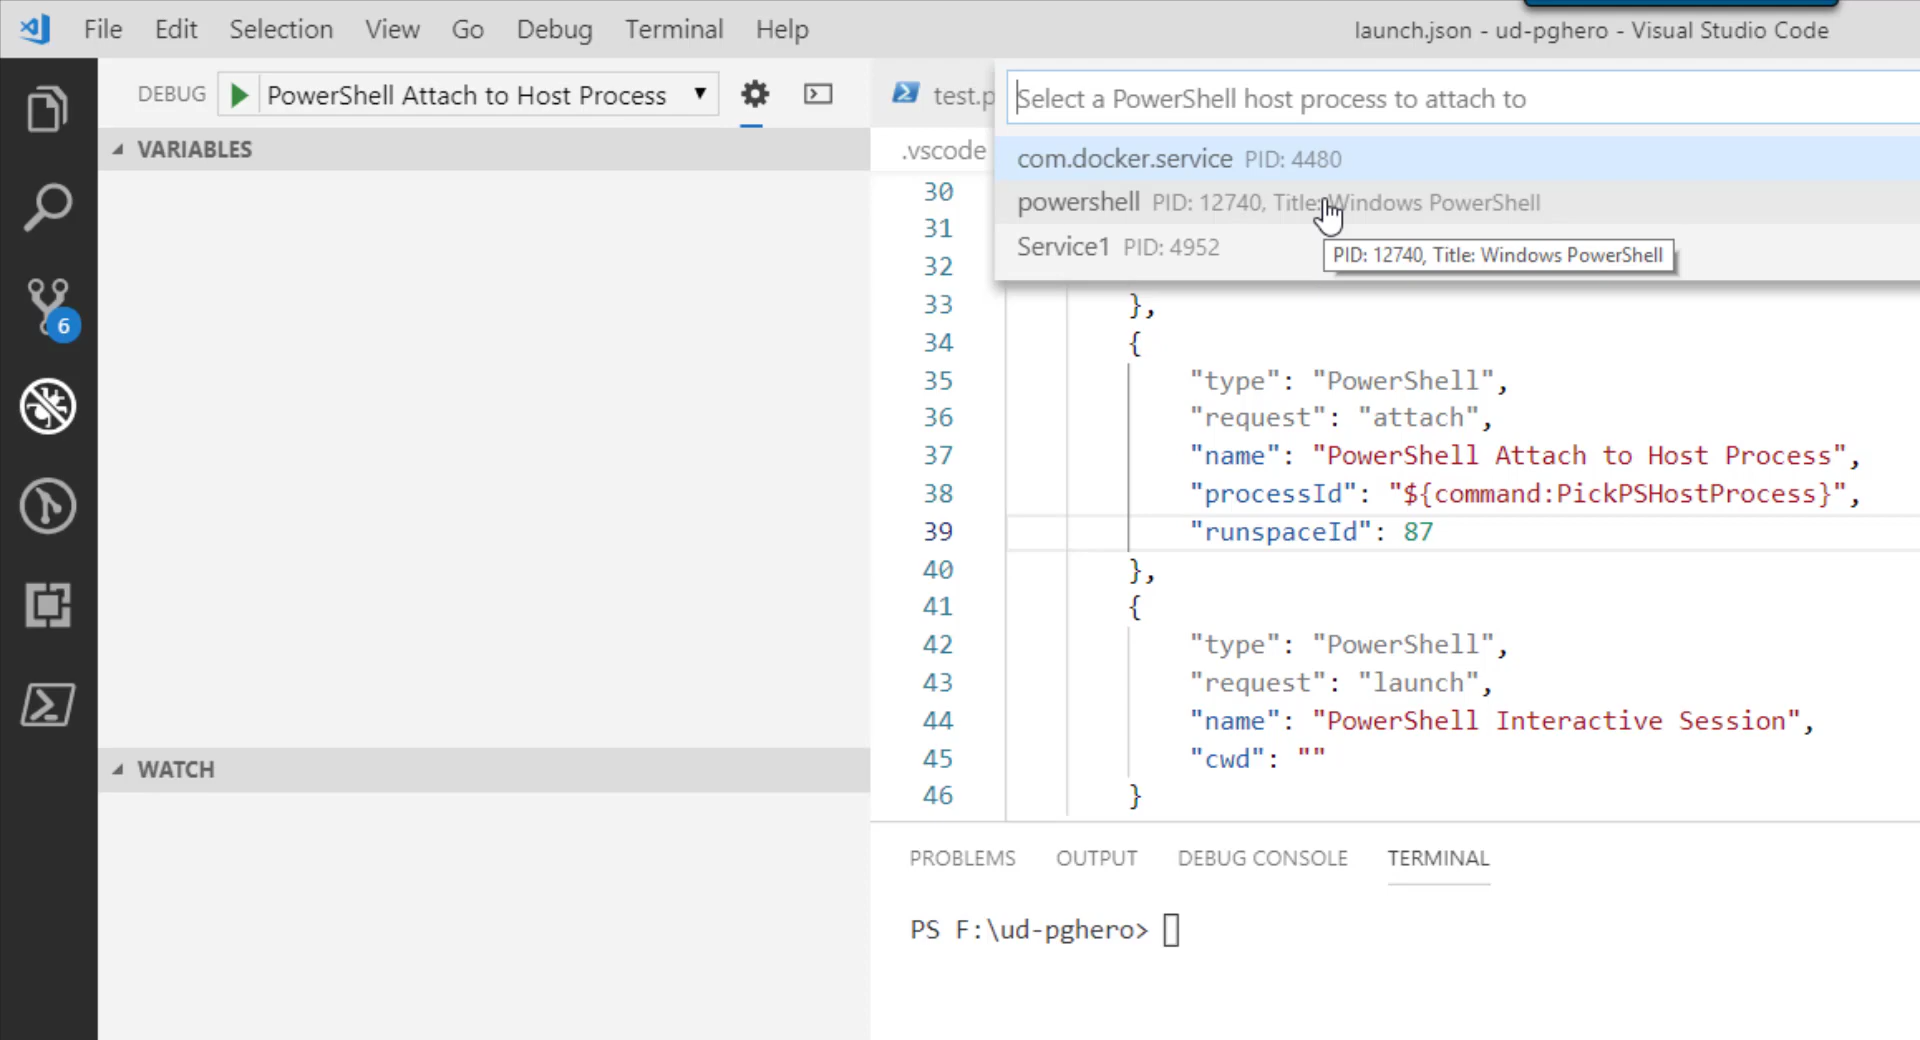 File Edit Selection View Go Debug Terminal Help
launch.json - ud-pghero - Visual Studio Code
DEBUG PowerShell Attach to Host Process
test.p
Select a PowerShell host process to attach to
VARIABLES
.vscode
com.docker.service PID: 4480
powershell PID: 12740, Title: Windows PowerShell
Service1 PID: 4952
PID: 12740, Title: Windows PowerShell
30
31
32
33 },
34 {
35 "type": "PowerShell",
36 "request": "attach",
37 "name": "PowerShell Attach to Host Process",
38 "processId": "${command:PickPSHostProcess}",
39 "runspaceId": 87
40 },
41 {
42 "type": "PowerShell",
43 "request": "launch",
44 "name": "PowerShell Interactive Session",
45 "cwd": ""
46 }
6
WATCH
PROBLEMS OUTPUT DEBUG CONSOLE TERMINAL
PS F:\ud-pghero>